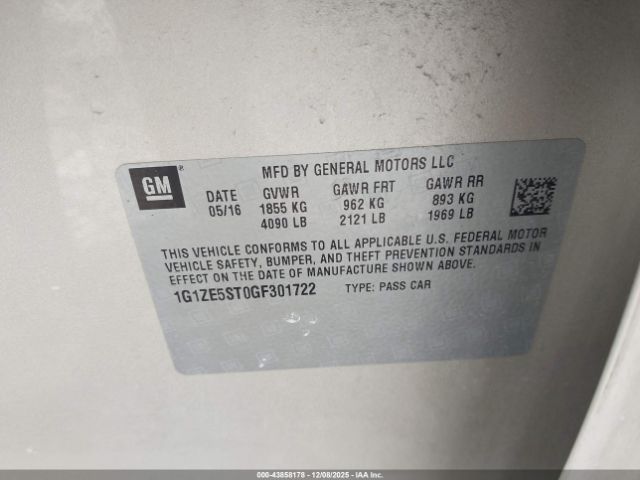 GM ®
MFD BY GENERAL MOTORS LLC
DATE GVWR GAWR FRT GAWR RR
05/16 1855 KG 962 KG 893 KG
4090 LB 2121 LB 1969 LB
THIS VEHICLE CONFORMS TO ALL APPLICABLE U.S. FEDERAL MOTOR
VEHICLE SAFETY, BUMPER, AND THEFT PREVENTION STANDARDS IN
EFFECT ON THE DATE OF MANUFACTURE SHOWN ABOVE.
1G1ZE5ST0GF301722 TYPE: PASS CAR
000-43858178 - 12/08/2025 - IAA Inc.